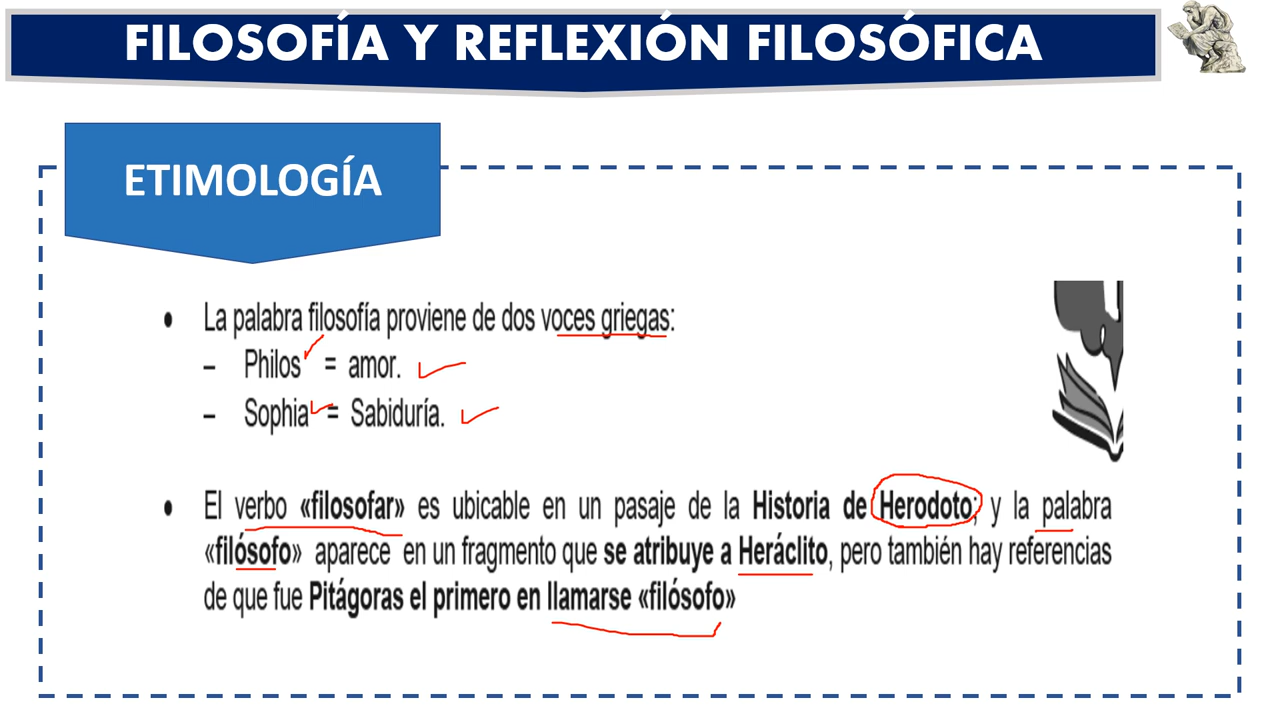 FILOSOFÍA Y REFLEXIÓN FILOSÓFICA
ETIMOLOGÍA
• La palabra filosofía proviene de dos voces griegas:
– Philos = amor.
– Sophia = Sabiduría.
• El verbo «filosofar» es ubicable en un pasaje de la Historia de Herodoto; y la palabra
«filósofo» aparece en un fragmento que se atribuye a Heráclito, pero también hay referencias
de que fue Pitágoras el primero en llamarse «filósofo»